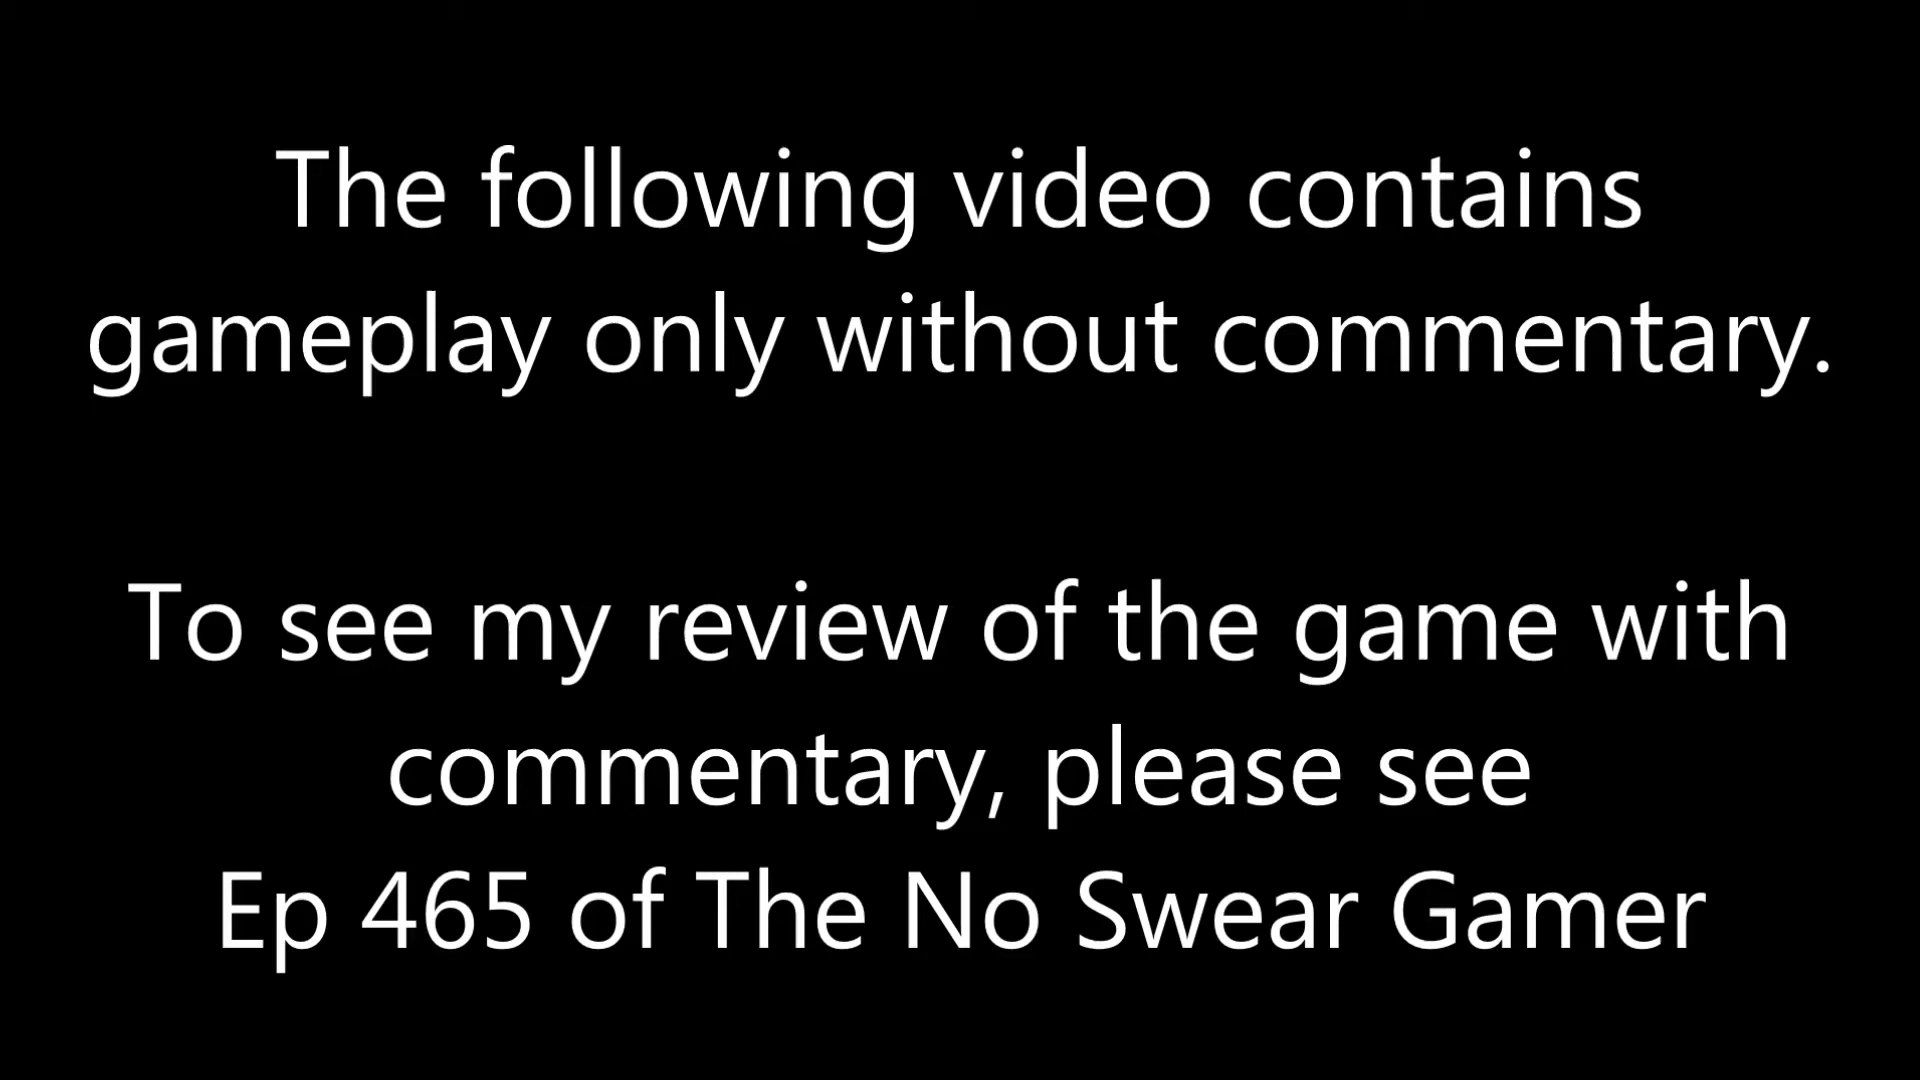 The following video contains
gameplay only without commentary.
To see my review of the game with
commentary, please see
Ep 465 of The No Swear Gamer